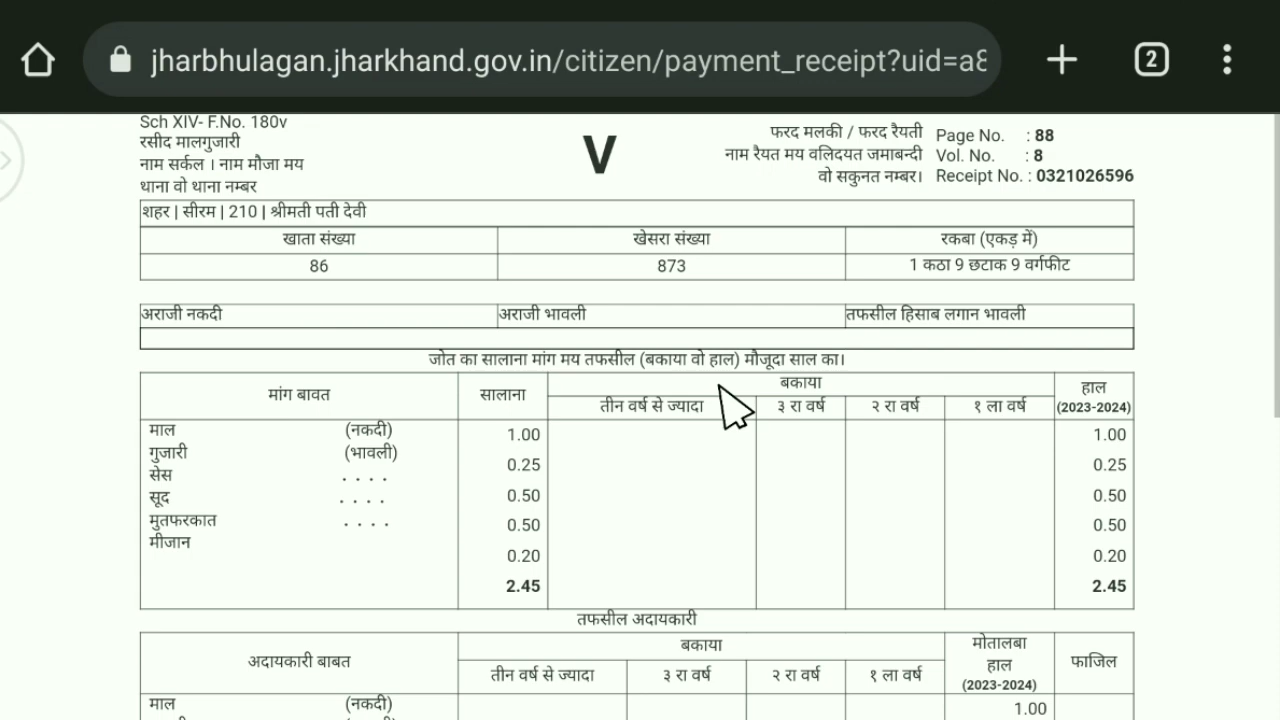 jharbhulagan.jharkhand.gov.in/citizen/payment_receipt?uid=a8
2
Sch XIV- F.No. 180v
रसीद मालगुजारी
नाम सर्कल । नाम मौजा मय
थाना वो थाना नम्बर
V
फरद मलकी / फरद रैयती
नाम रैयत मय वलिदयत जमाबन्दी
वो सकुनत नम्बर।
Page No. : 88
Vol. No. : 8
Receipt No. : 0321026596
शहर | सीरम | 210 | श्रीमती पती देवी
खाता संख्या खेसरा संख्या रकबा (एकड़ में)
86 873 1 कठा 9 छटाक 9 वर्गफीट
अराजी नकदी अराजी भावली तफसील हिसाब लगान भावली
जोत का सालाना मांग मय तफसील (बकाया वो हाल) मौजूदा साल का।
मांग बावत सालाना बकाया हाल
तीन वर्ष से ज्यादा ३ रा वर्ष २ रा वर्ष १ ला वर्ष (2023-2024)
माल (नकदी) 1.00 1.00
गुजारी (भावली) 0.25 0.25
सेस . . . . 0.50 0.50
सूद . . . . 0.50 0.50
मुतफरकात . . . . 0.20 0.20
मीजान 2.45 2.45
तफसील अदायकारी
अदायकारी बाबत बकाया मोतालबा हाल (2023-2024) फाजिल
तीन वर्ष से ज्यादा ३ रा वर्ष २ रा वर्ष १ ला वर्ष
माल (नकदी) 1.00